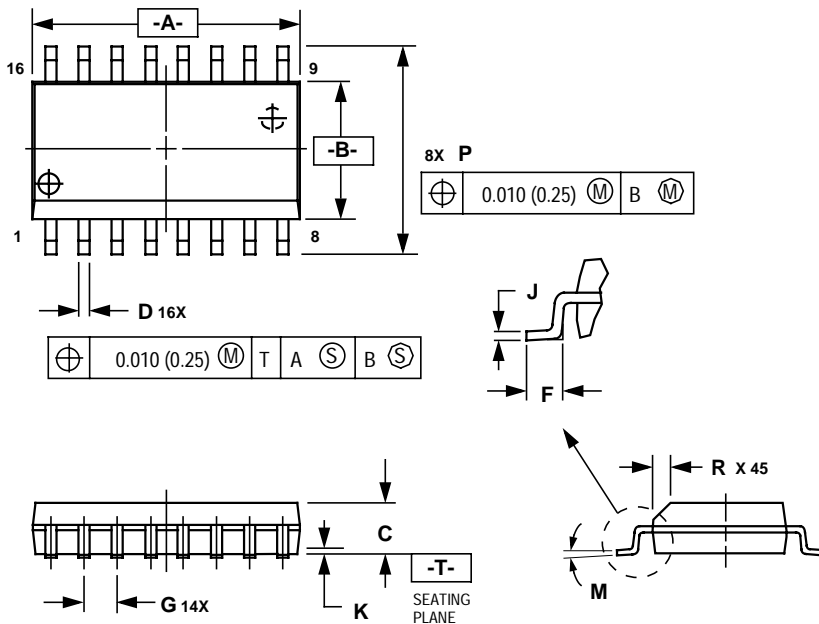 -A-
16
9
-B-
8X P
⌖ 0.010 (0.25) Ⓜ B Ⓜ
1
8
J
D 16X
⌖ 0.010 (0.25) Ⓜ T A Ⓢ B Ⓢ
F
R X 45
C
-T-
M
G 14X
K
SEATING
PLANE